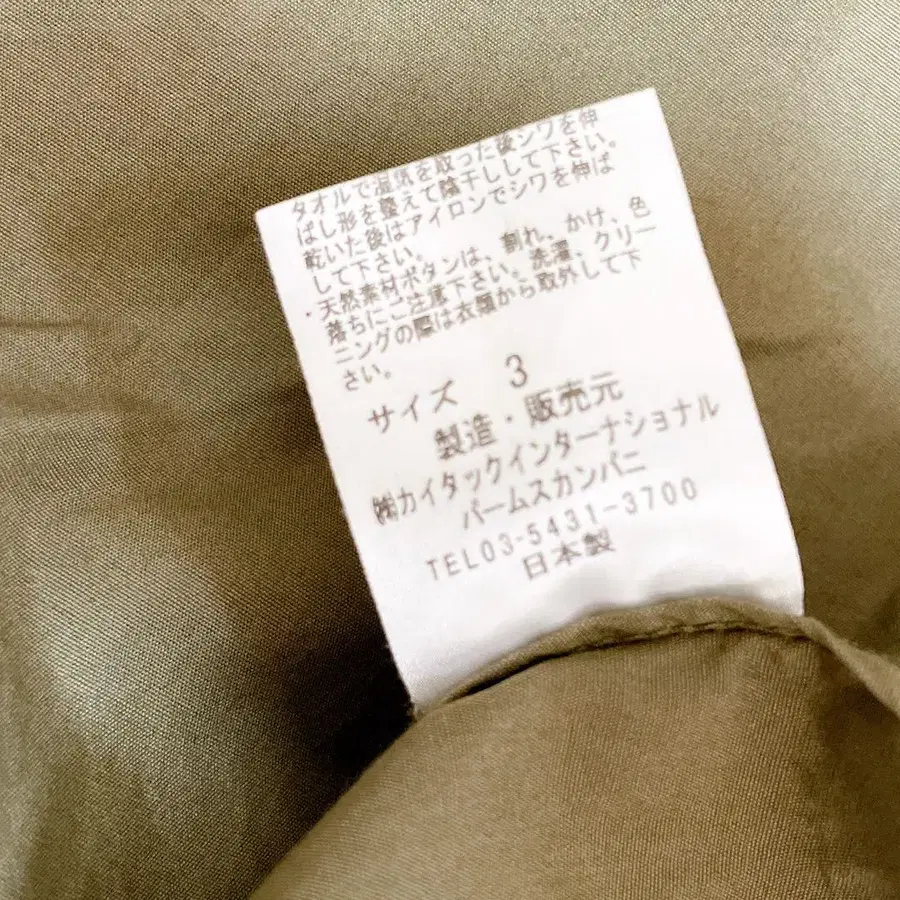 タオルで湿気を取った後シワを伸
ばし形を整えて陰干しして下さい。
乾いた後はアイロンでシワを伸ば
して下さい。
・天然素材ボタンは、割れ、かけ、色
落ちにご注意下さい。洗濯、クリー
ニングの際は衣類から取外して下
さい。
サイズ 3
製造・販売元
㈱カイタックインターナショナル
パームスカンパニ
TEL03-5431-3700
日本製